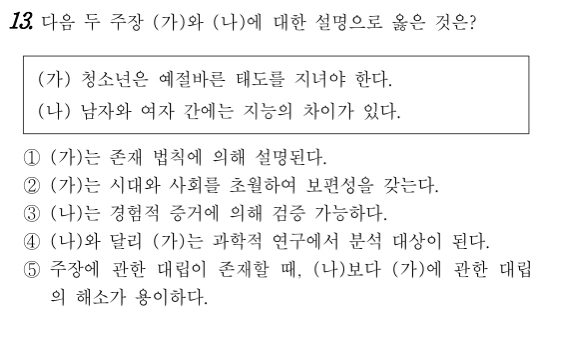 13. 다음 두 주장 (가)와 (나)에 대한 설명으로 옳은 것은?
(가) 청소년은 예절바른 태도를 지녀야 한다.
(나) 남자와 여자 간에는 지능의 차이가 있다.
① (가)는 존재 법칙에 의해 설명된다.
② (가)는 시대와 사회를 초월하여 보편성을 갖는다.
③ (나)는 경험적 증거에 의해 검증 가능하다.
④ (나)와 달리 (가)는 과학적 연구에서 분석 대상이 된다.
⑤ 주장에 관한 대립이 존재할 때, (나)보다 (가)에 관한 대립
의 해소가 용이하다.